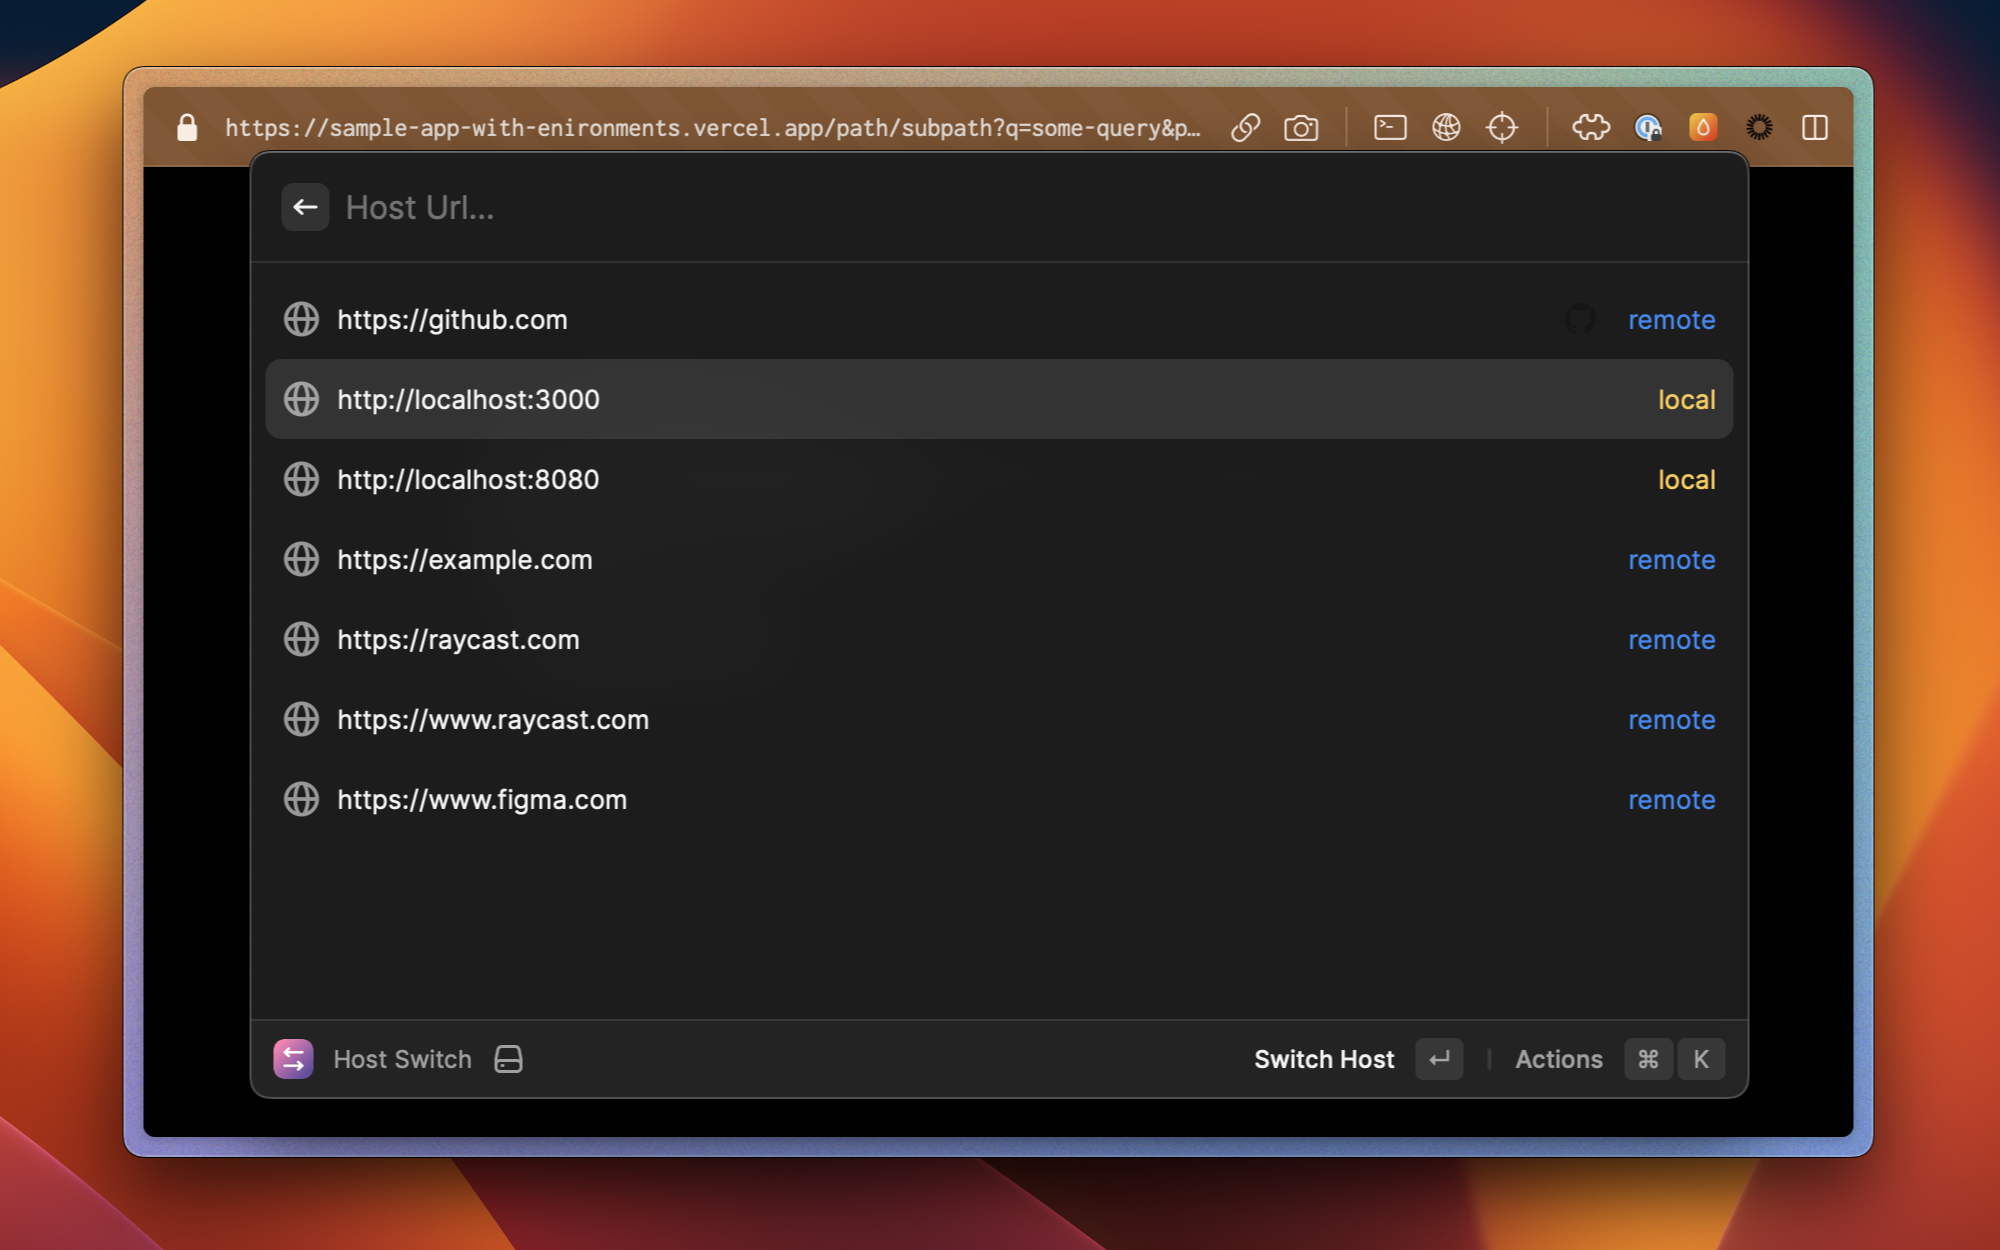 https://sample-app-with-enironments.vercel.app/path/subpath?q=some-query&p...
Host Url...
https://github.com remote
http://localhost:3000 local
http://localhost:8080 local
https://example.com remote
https://raycast.com remote
https://www.raycast.com remote
https://www.figma.com remote
Host Switch Switch Host ↵ | Actions ⌘ K